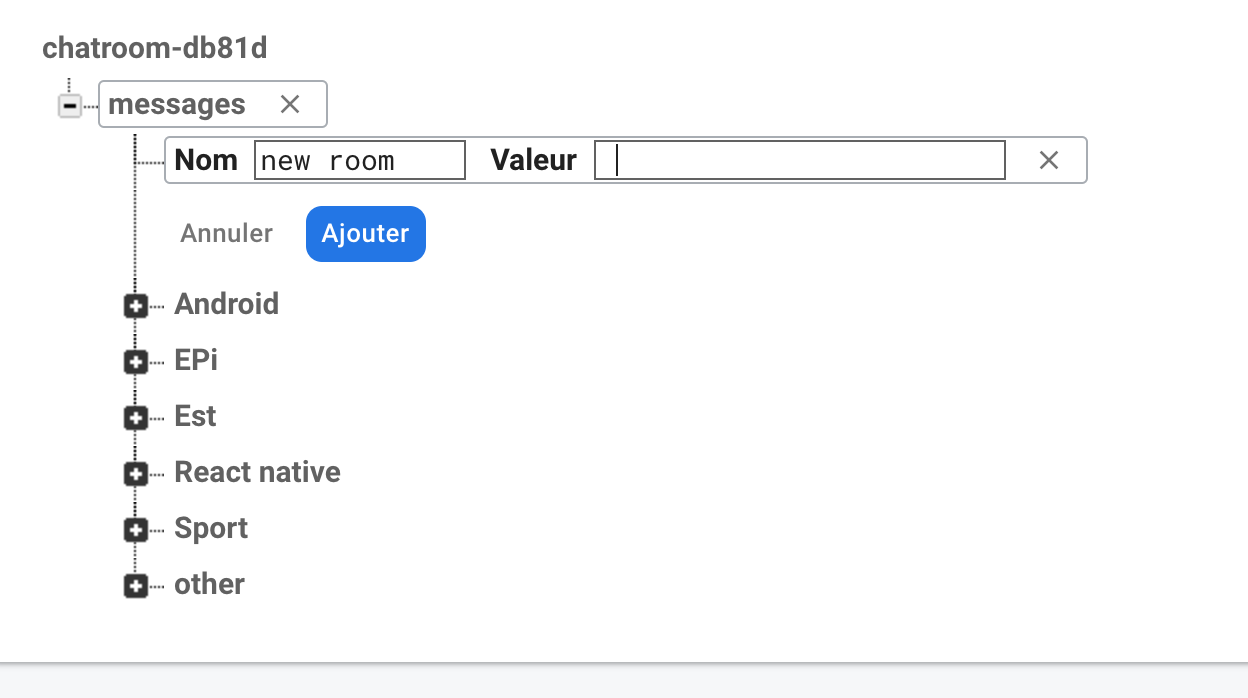 chatroom-db81d
messages
Nom new room Valeur
Annuler Ajouter
Android
EPi
Est
React native
Sport
other